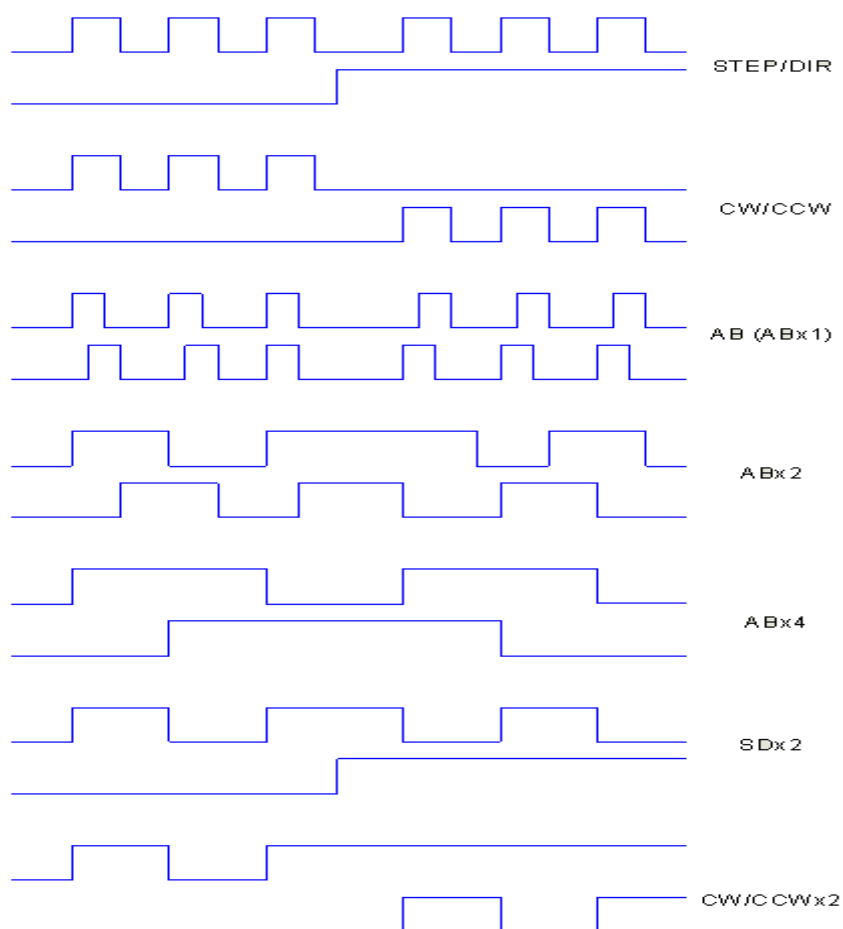 STEP/DIR
CW/CCW
AB (ABx1)
ABx2
ABx4
SDx2
CW/CCWx2